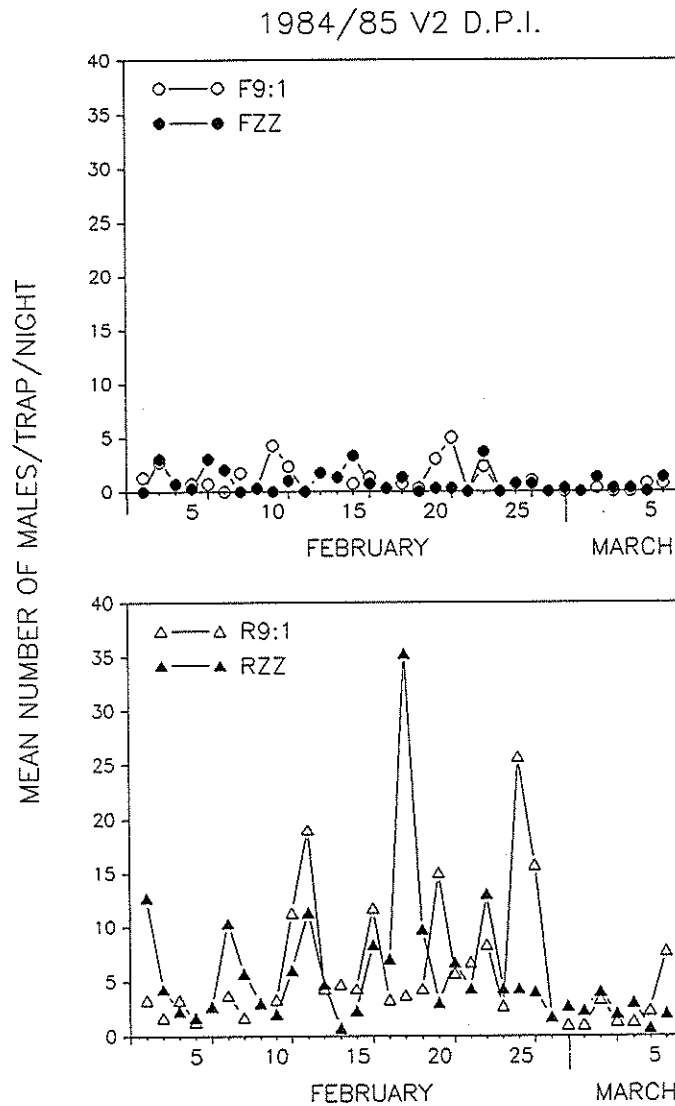 1984/85 V2 D.P.I.
MEAN NUMBER OF MALES/TRAP/NIGHT
40
35
30
25
20
15
10
5
0
F9:1
FZZ
5 10 15 20 25 5
FEBRUARY MARCH
40
35
30
25
20
15
10
5
0
R9:1
RZZ
5 10 15 20 25 5
FEBRUARY MARCH